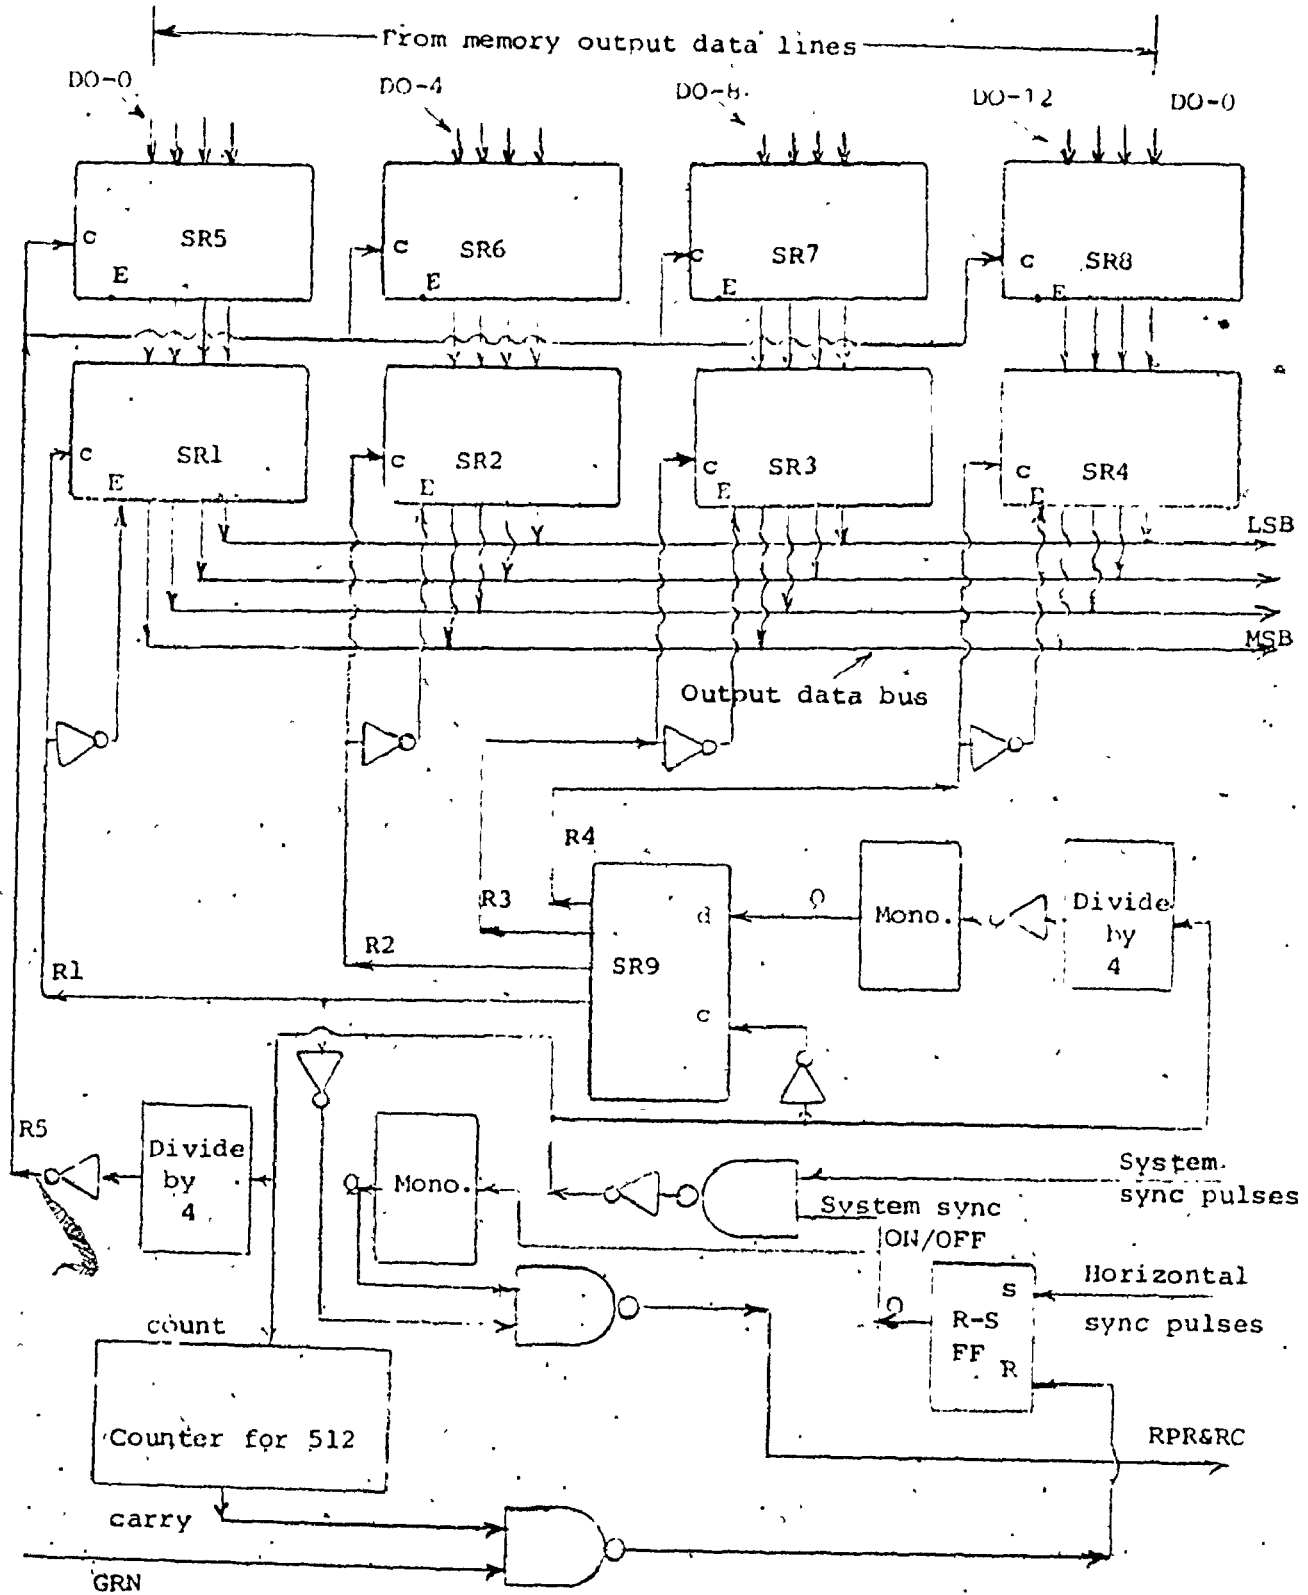 from memory output data lines
DO-0
DO-4
DO-8
DO-12
DO-0
C
SR5
E
C
SR6
E
C
SR7
E
C
SR8
E
C
SR1
E
C
SR2
E
C
SR3
E
C
SR4
E
LSB
MSB
Output data bus
R4
R3
R2
R1
d
SR9
C
Q
Mono.
Divide
by
4
R5
Divide
by
4
Q
Mono.
System
sync pulses
System sync
ON/OFF
Horizontal
sync pulses
S
Q
R-S
FF
R
count
Counter for 512
RPR&RC
carry
GRN